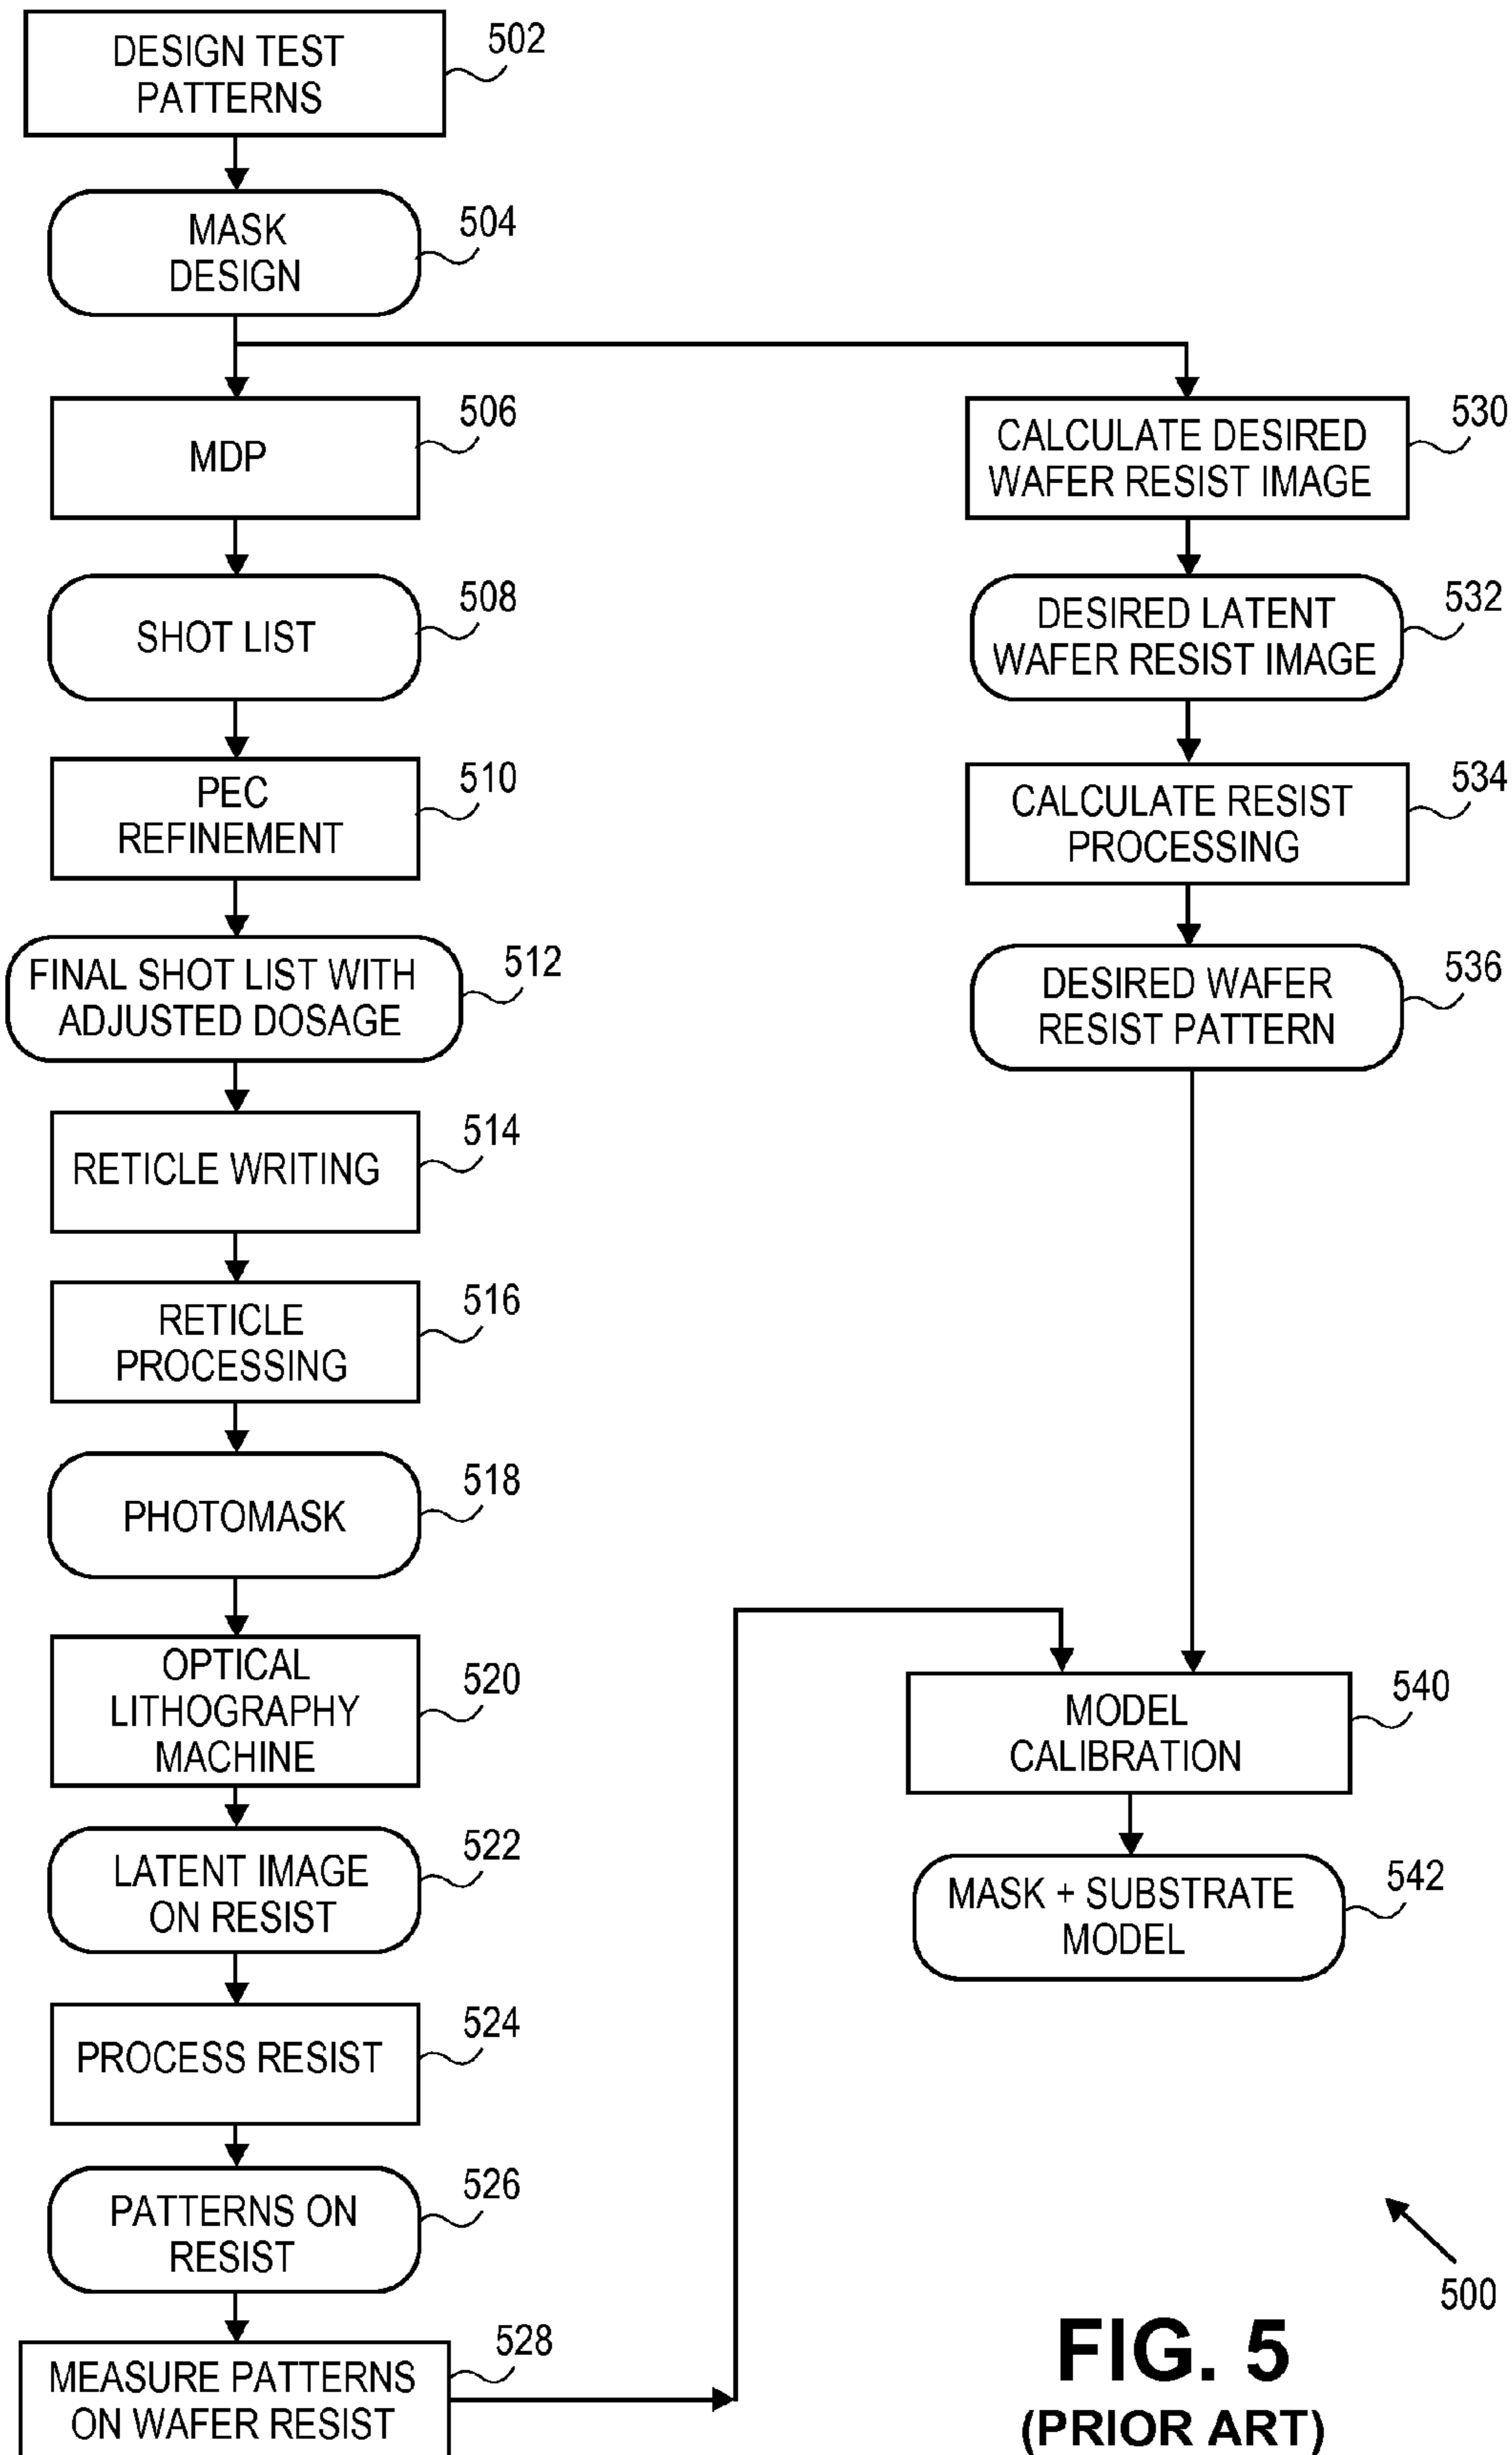 DESIGN TEST
PATTERNS
502
MASK
DESIGN
504
MDP
506
SHOT LIST
508
PEC
REFINEMENT
510
FINAL SHOT LIST WITH
ADJUSTED DOSAGE
512
RETICLE WRITING
514
RETICLE
PROCESSING
516
PHOTOMASK
518
OPTICAL
LITHOGRAPHY
MACHINE
520
LATENT IMAGE
ON RESIST
522
PROCESS RESIST
524
PATTERNS ON
RESIST
526
MEASURE PATTERNS
ON WAFER RESIST
528
CALCULATE DESIRED
WAFER RESIST IMAGE
530
DESIRED LATENT
WAFER RESIST IMAGE
532
CALCULATE RESIST
PROCESSING
534
DESIRED WAFER
RESIST PATTERN
536
MODEL
CALIBRATION
540
MASK + SUBSTRATE
MODEL
542
500
FIG. 5
(PRIOR ART)